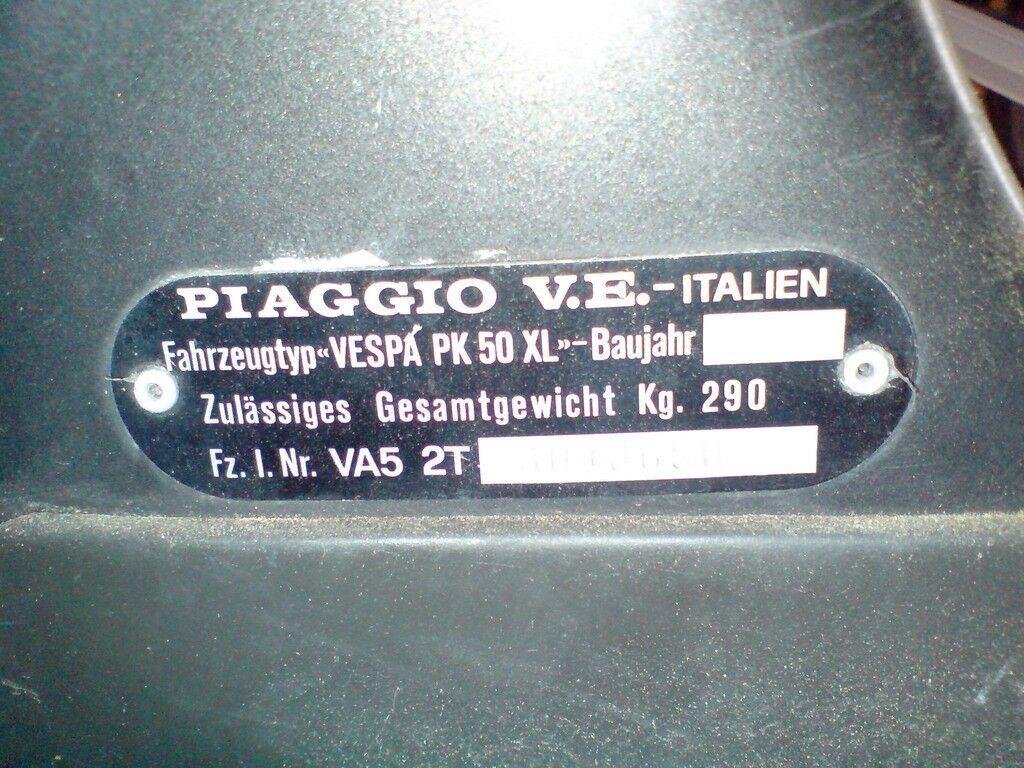 PIAGGIO V.E.-ITALIEN
Fahrzeugtyp «VESPA PK 50 XL»-Baujahr
Zulässiges Gesamtgewicht Kg. 290
Fz. I. Nr. VA5 2T